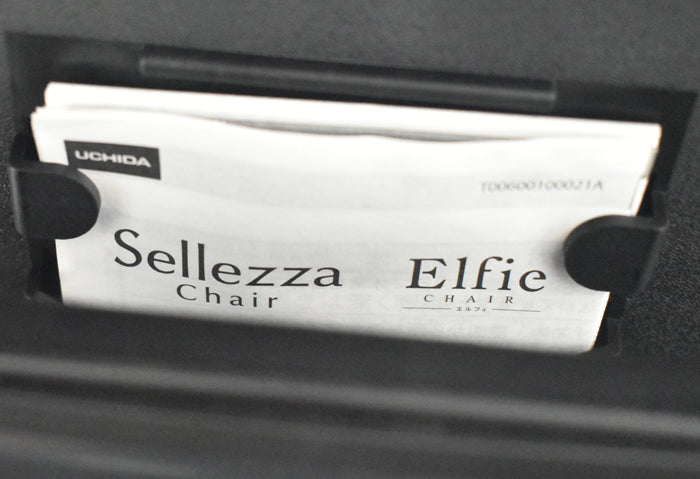 UCHIDA
T00600100021A
Sellezza
Chair
Elfie
CHAIR
エルフィ